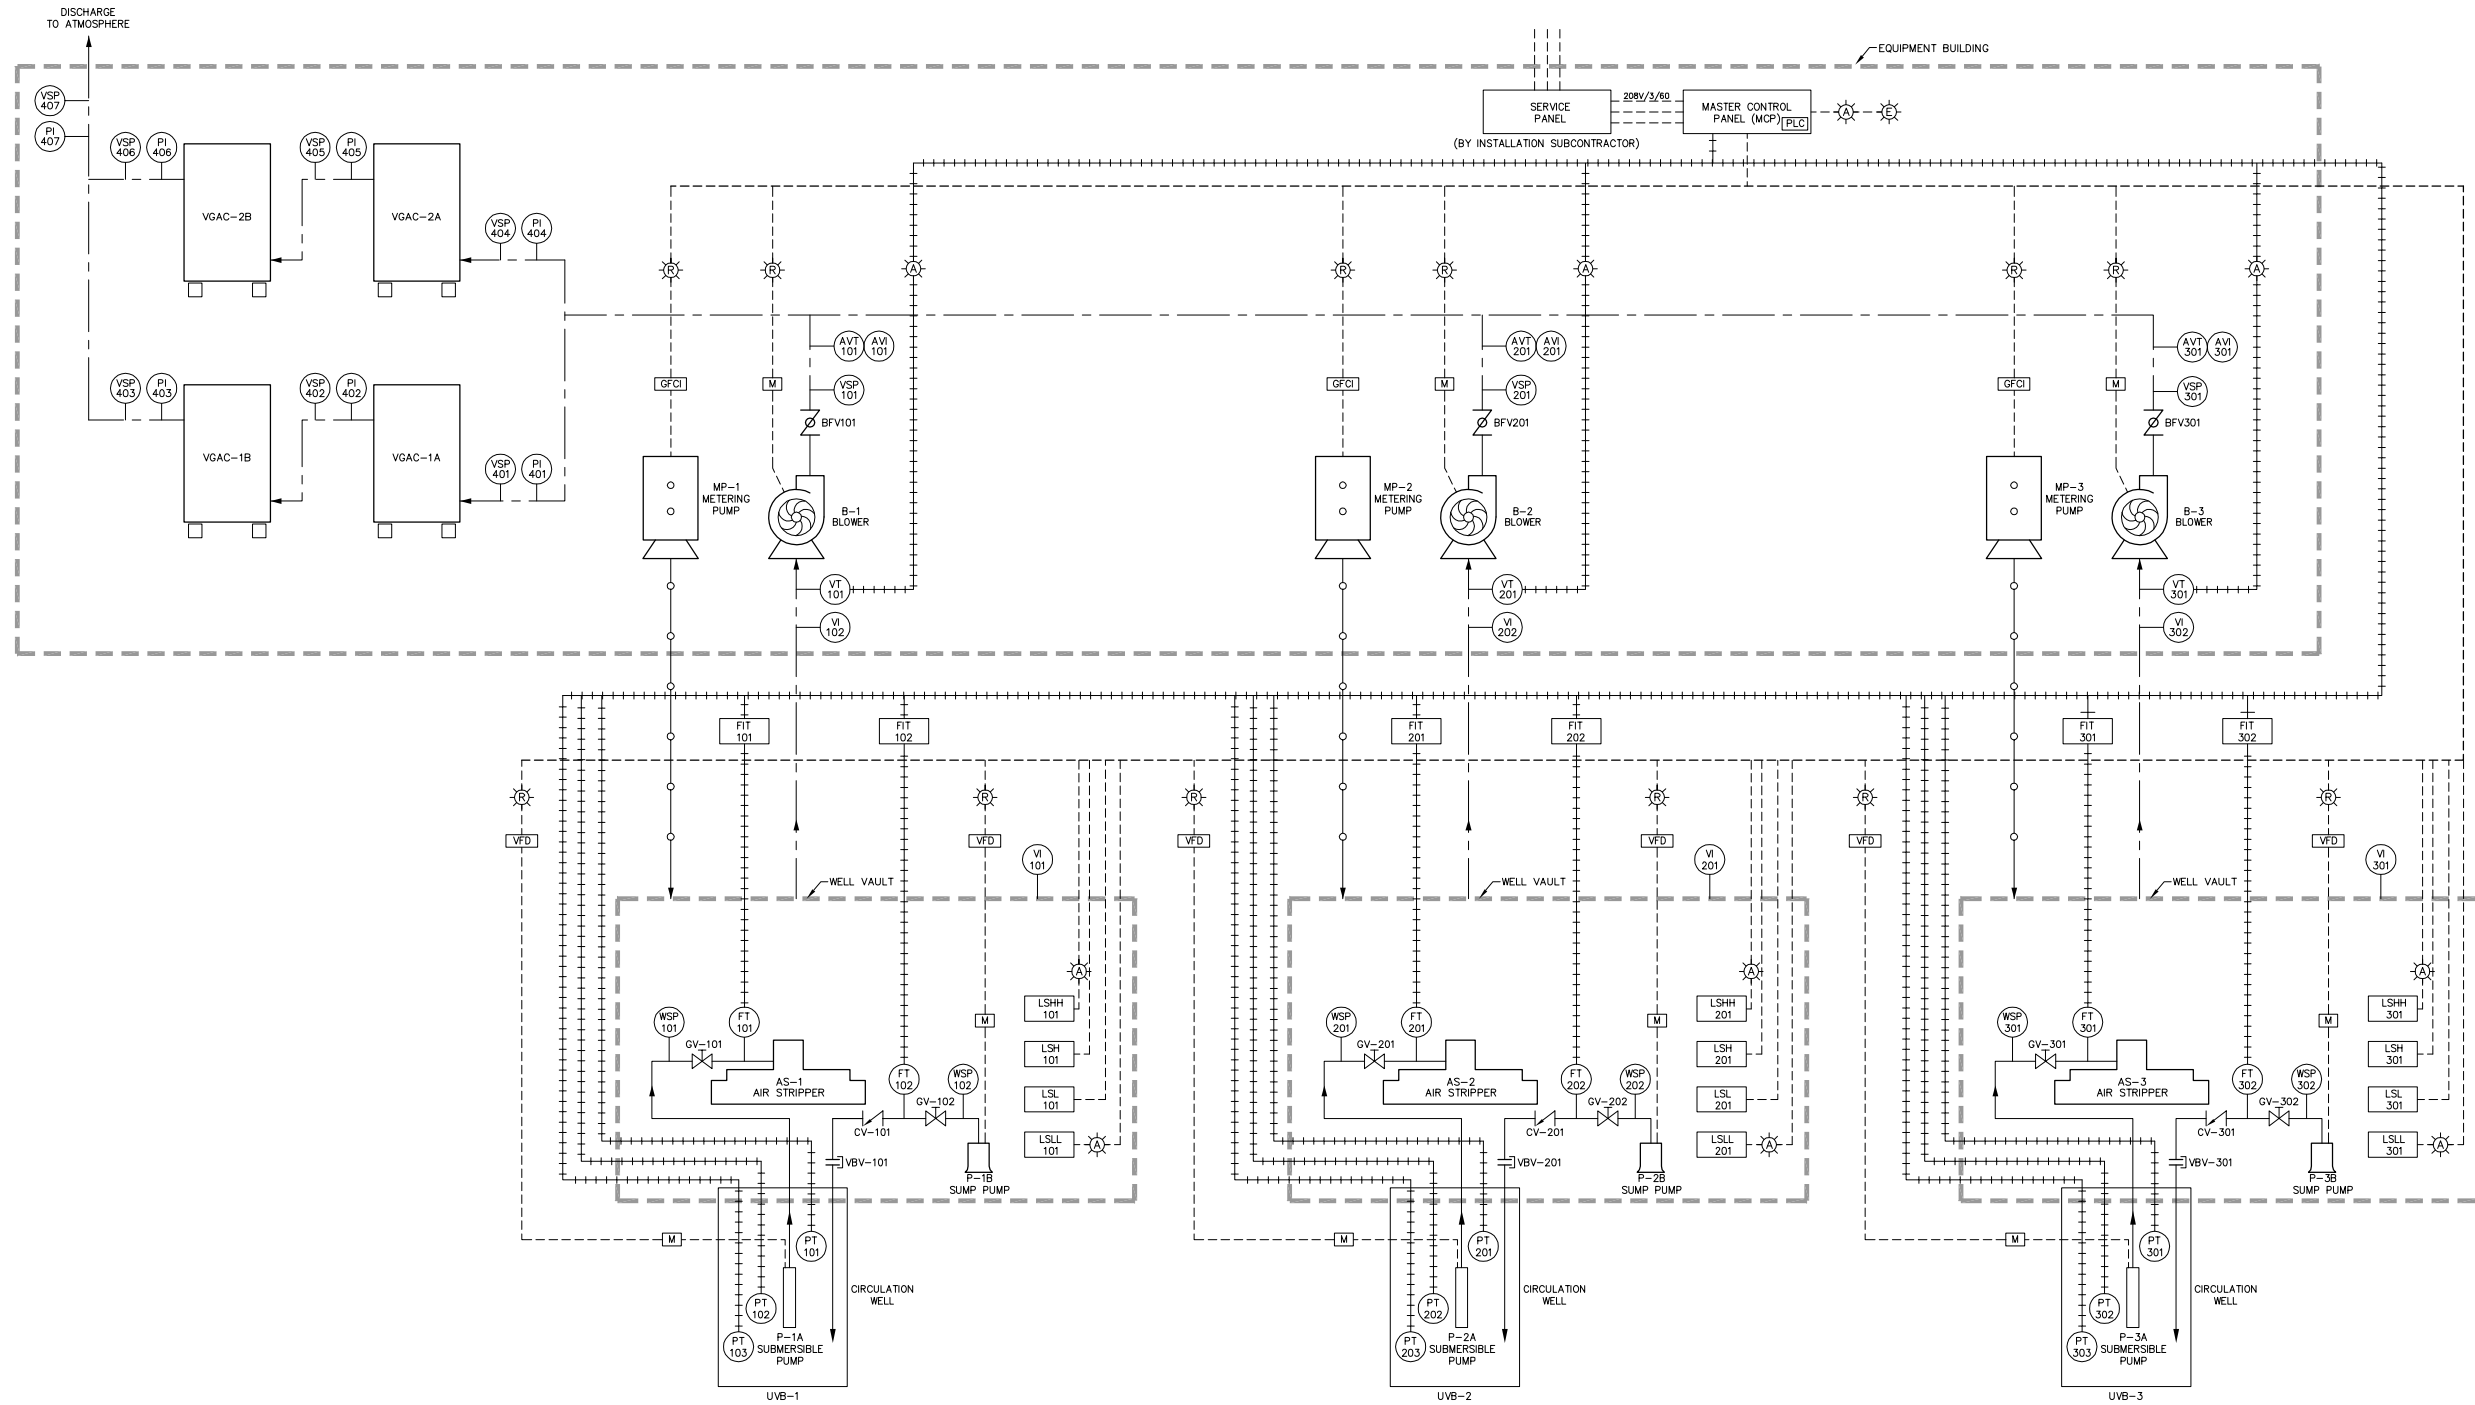 DISCHARGE
TO ATMOSPHERE
EQUIPMENT BUILDING
VSP
407
PI
407
VSP
406
PI
406
VSP
405
PI
405
VGAC-2B
VGAC-2A
VSP
404
PI
404
SERVICE
PANEL
208V/3/60
MASTER CONTROL
PANEL (MCP)
PLC
A
E
(BY INSTALLATION SUBCONTRACTOR)
R
R
A
R
R
A
R
R
A
VSP
403
PI
403
VSP
402
PI
402
VGAC-1B
VGAC-1A
VSP
401
PI
401
GFCI
M
AVT
101
AVI
101
VSP
101
BFV101
MP-1
METERING
PUMP
B-1
BLOWER
VT
101
VI
102
GFCI
M
AVT
201
AVI
201
VSP
201
BFV201
MP-2
METERING
PUMP
B-2
BLOWER
VT
201
VI
202
GFCI
M
AVT
301
AVI
301
VSP
301
BFV301
MP-3
METERING
PUMP
B-3
BLOWER
VT
301
VI
302
FIT
101
FIT
102
R
VFD
R
VFD
VI
101
WELL VAULT
A
LSHH
101
LSH
101
LSL
101
LSLL
101
A
WSP
101
GV-101
FT
101
AS-1
AIR STRIPPER
FT
102
GV-102
WSP
102
M
CV-101
VBV-101
P-1B
SUMP PUMP
M
PT
101
PT
102
PT
103
P-1A
SUBMERSIBLE
PUMP
CIRCULATION
WELL
UVB-1
FIT
201
FIT
202
R
VFD
R
VFD
VI
201
WELL VAULT
A
LSHH
201
LSH
201
LSL
201
LSLL
201
A
WSP
201
GV-201
FT
201
AS-2
AIR STRIPPER
FT
202
GV-202
WSP
202
M
CV-201
VBV-201
P-2B
SUMP PUMP
M
PT
201
PT
202
PT
203
P-2A
SUBMERSIBLE
PUMP
CIRCULATION
WELL
UVB-2
FIT
301
FIT
302
R
VFD
R
VFD
VI
301
WELL VAULT
A
LSHH
301
LSH
301
LSL
301
LSLL
301
A
WSP
301
GV-301
FT
301
AS-3
AIR STRIPPER
FT
302
GV-302
WSP
302
M
CV-301
VBV-301
P-3B
SUMP PUMP
M
PT
301
PT
302
PT
303
P-3A
SUBMERSIBLE
PUMP
CIRCULATION
WELL
UVB-3